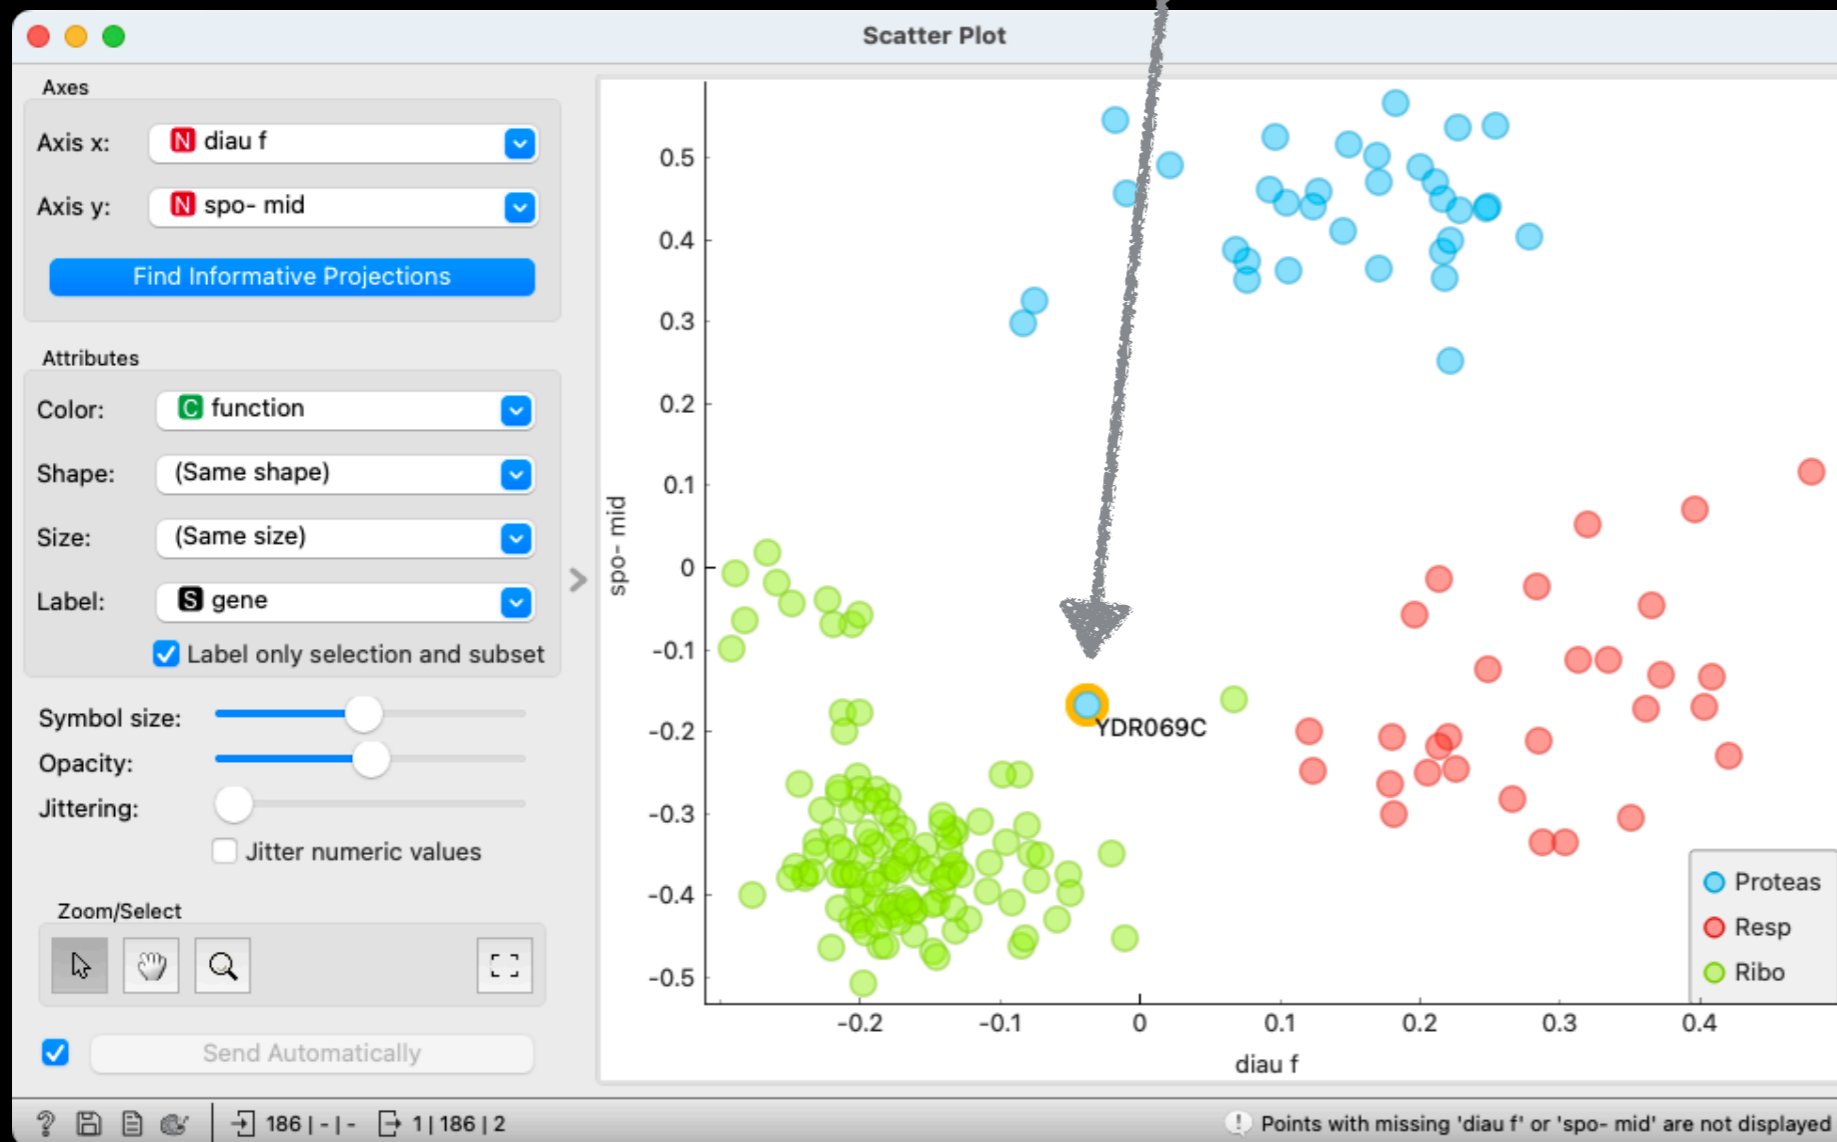 Scatter Plot
Axes
Axis x: N diau f
Axis y: N spo- mid
Find Informative Projections
Attributes
Color: C function
Shape: (Same shape)
Size: (Same size)
Label: S gene
Label only selection and subset
Symbol size:
Opacity:
Jittering:
Jitter numeric values
Zoom/Select
Send Automatically
? 186 | - | - 1 | 186 | 2
spo- mid
0.5
0.4
0.3
0.2
0.1
0
-0.1
-0.2
-0.3
-0.4
-0.5
YDR069C
Proteas
Resp
Ribo
-0.2 -0.1 0 0.1 0.2 0.3 0.4
diau f
Points with missing 'diau f' or 'spo- mid' are not displayed